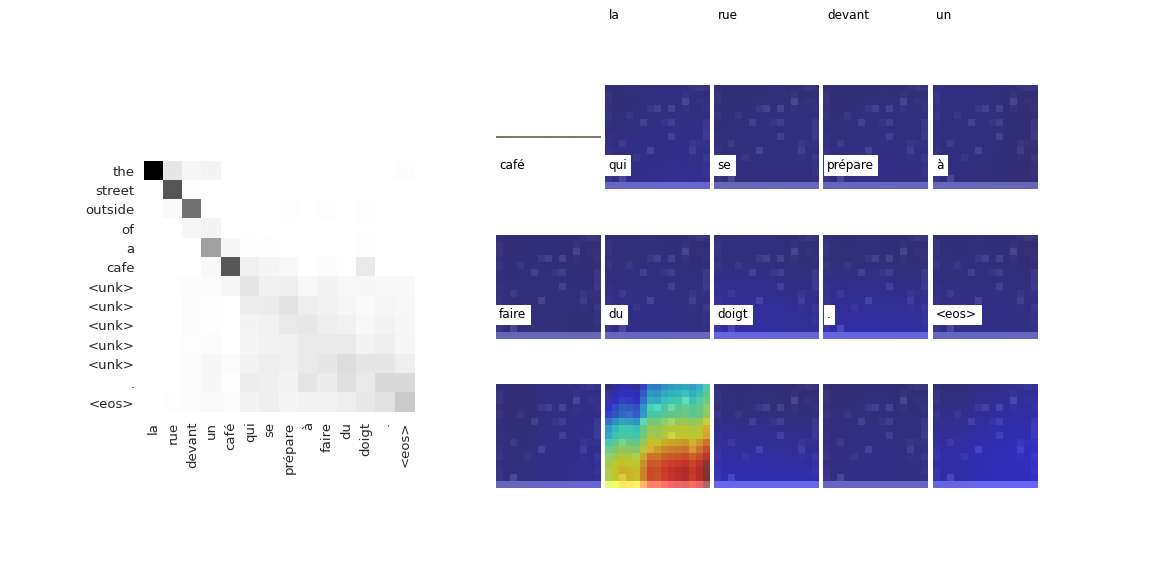 the
street
outside
of
a
cafe
<unk>
<unk>
<unk>
<unk>
<unk>
.
<eos>
la
rue
devant
un
café
qui
se
prépare
à
faire
du
doigt
.
<eos>
la rue devant un
café qui se prépare à
faire du doigt . <eos>